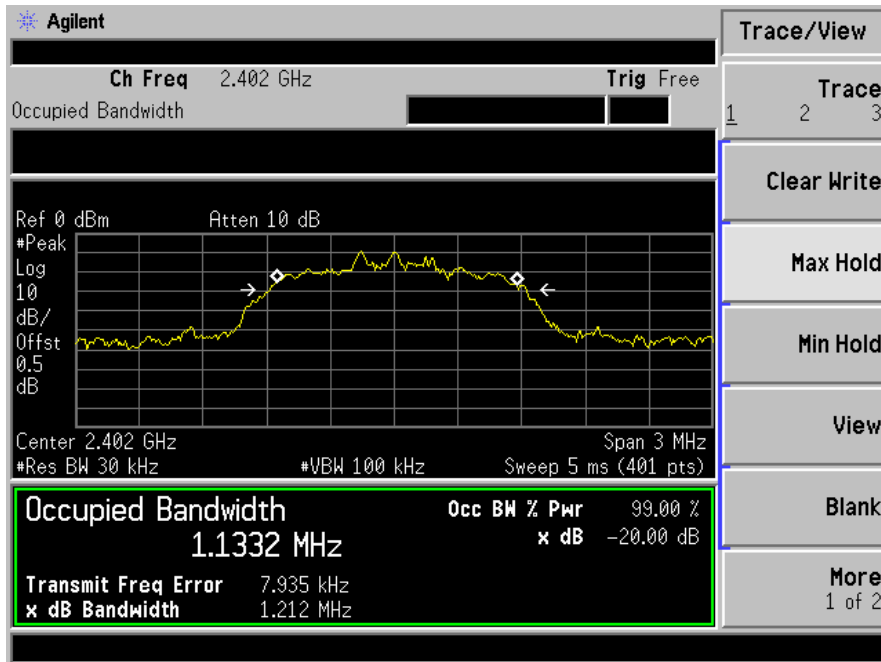 Agilent
Trace/View
Ch Freq 2.402 GHz Trig Free
Occupied Bandwidth
Trace
1 2 3
Clear Write
Max Hold
Min Hold
View
Blank
More
1 of 2
Ref 0 dBm Atten 10 dB
#Peak
Log
10
dB/
Offst
0.5
dB
Center 2.402 GHz Span 3 MHz
#Res BW 30 kHz #VBW 100 kHz Sweep 5 ms (401 pts)
Occupied Bandwidth
1.1332 MHz
Occ BW % Pwr 99.00 %
x dB -20.00 dB
Transmit Freq Error 7.935 kHz
x dB Bandwidth 1.212 MHz